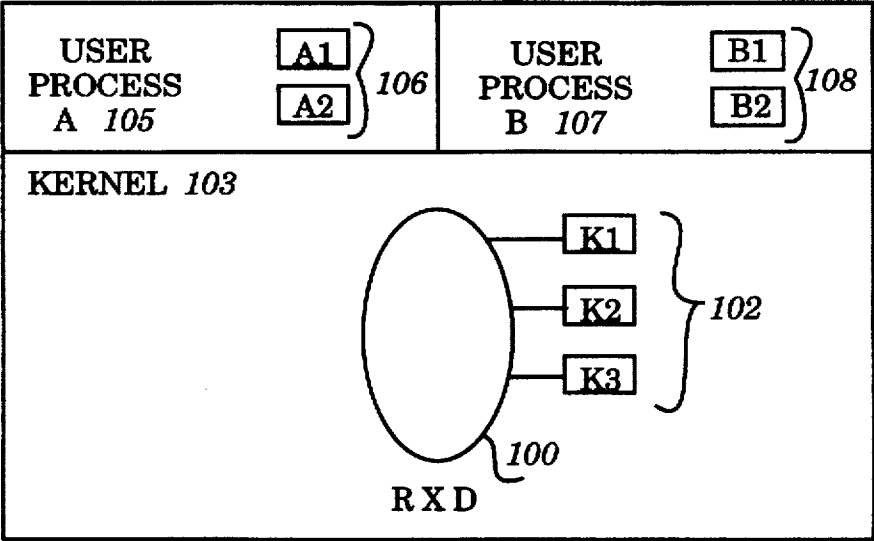 USER
PROCESS
A 105
A1
A2
106
USER
PROCESS
B 107
B1
B2
108
KERNEL 103
K1
K2
K3
102
100
R X D